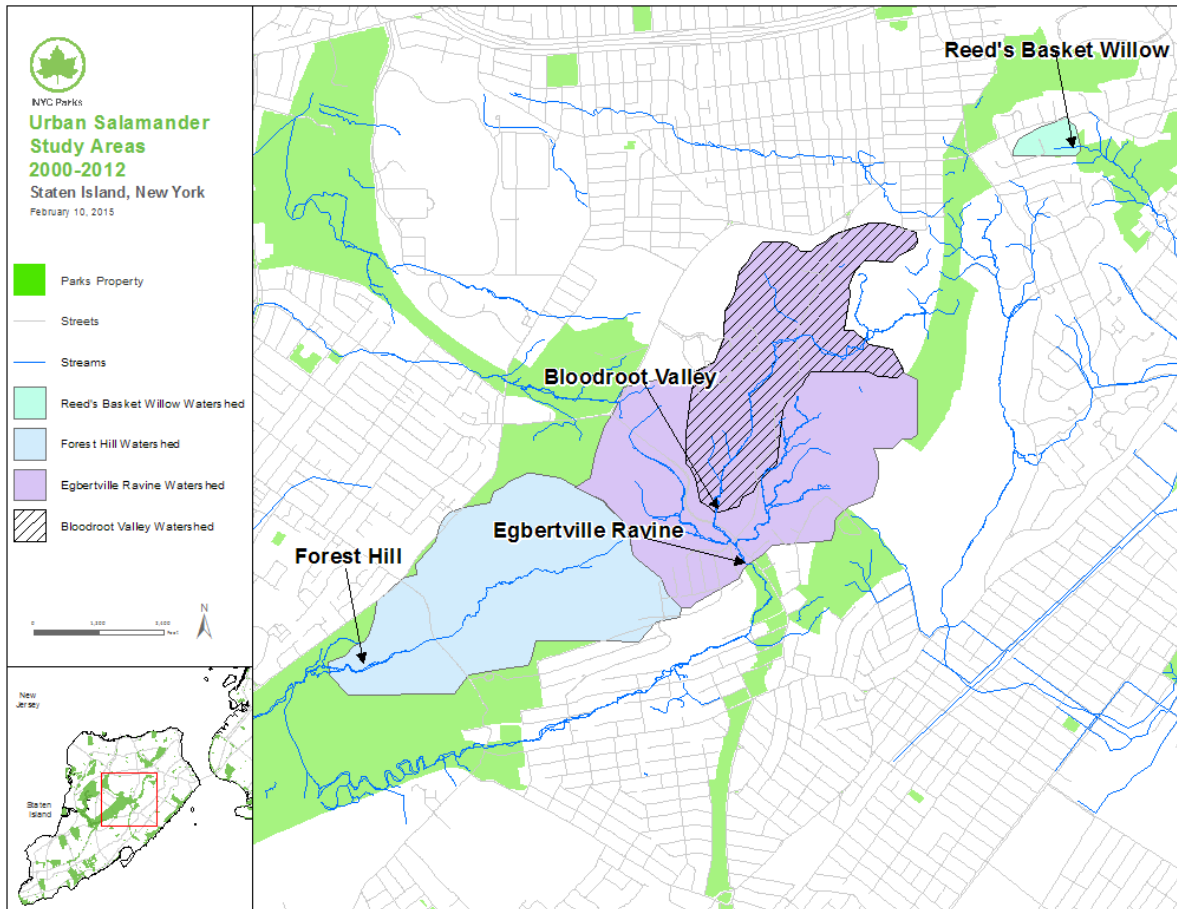 NYC Parks
Urban Salamander
Study Areas
2000-2012
Staten Island, New York
February 10, 2015
Parks Property
Streets
Streams
Reed's Basket Willow Watershed
Forest Hill Watershed
Egbertville Ravine Watershed
Bloodroot Valley Watershed
N
0
Feet
New
Jersey
Staten
Island
Reed's Basket Willow
Bloodroot Valley
Egbertville Ravine
Forest Hill